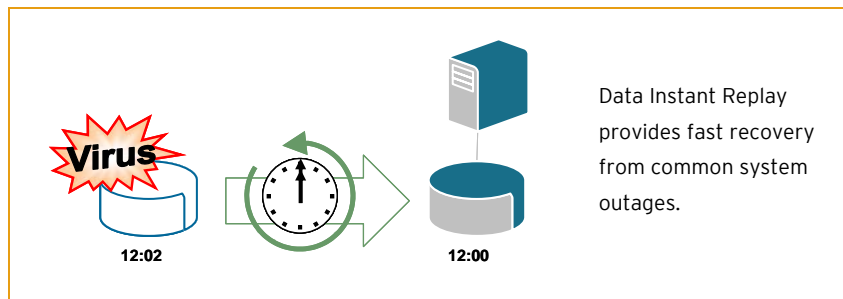 Virus
12:02
12:00
Data Instant Replay
provides fast recovery
from common system
outages.